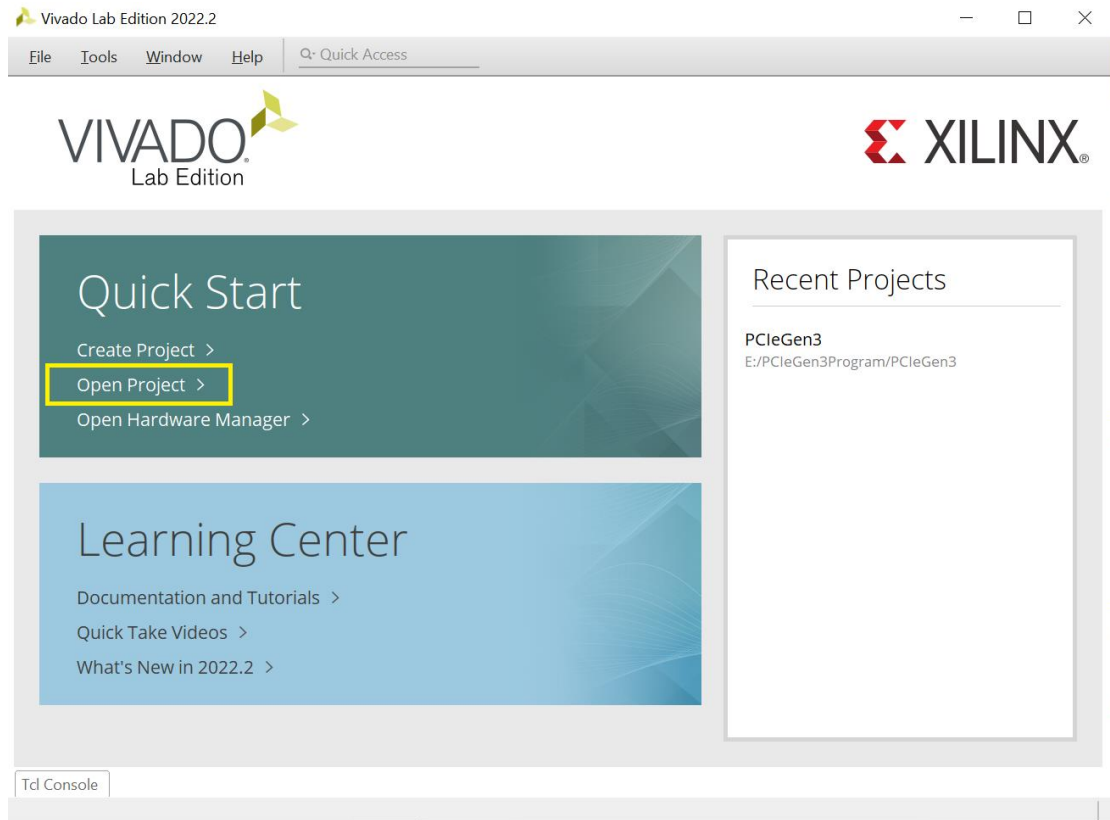 Vivado Lab Edition 2022.2
File Tools Window Help Quick Access
VIVADO.
Lab Edition
XILINX®
Quick Start
Create Project >
Open Project >
Open Hardware Manager >
Recent Projects
PCIeGen3
E:/PCIeGen3Program/PCIeGen3
Learning Center
Documentation and Tutorials >
Quick Take Videos >
What's New in 2022.2 >
Tcl Console